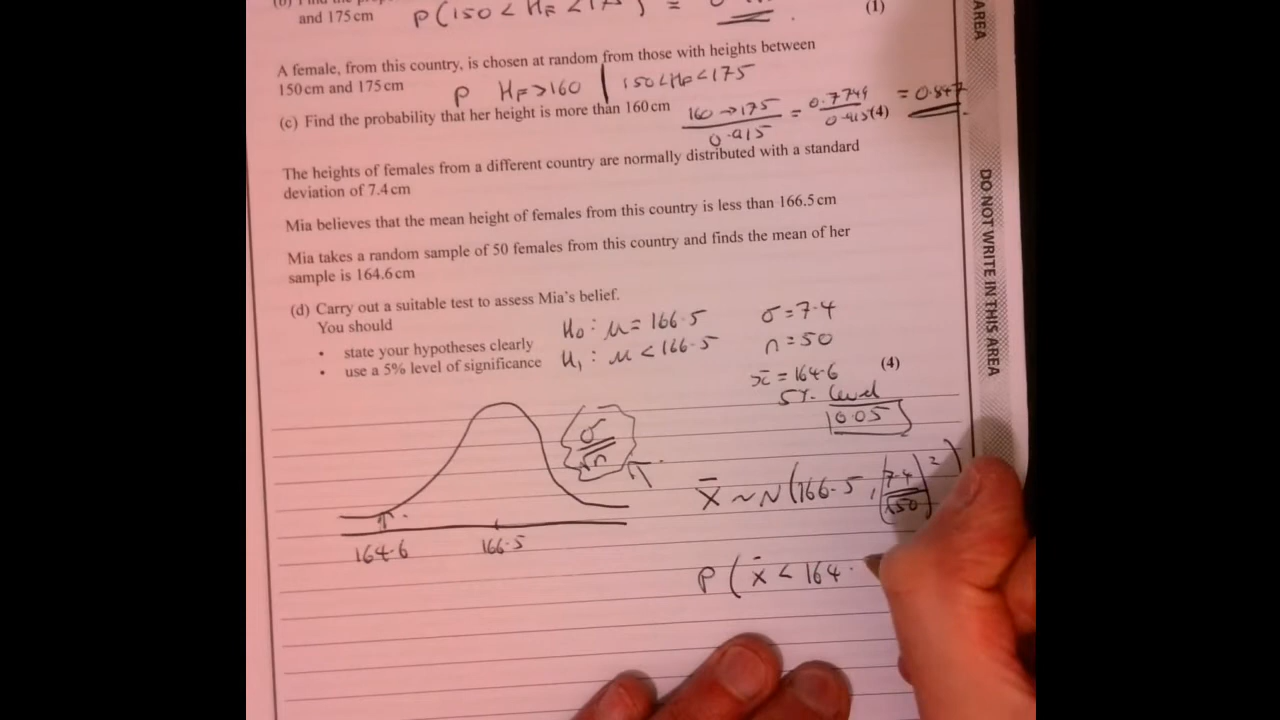 and 175 cm P(150 < HF < 175) =
(1)
A female, from this country, is chosen at random from those with heights between
150 cm and 175 cm P HF > 160 | 150 < HF < 175
(c) Find the probability that her height is more than 160 cm 160 → 175 / 0.915 = 0.7749 / 0.915 = 0.847
(4)
The heights of females from a different country are normally distributed with a standard
deviation of 7.4 cm
Mia believes that the mean height of females from this country is less than 166.5 cm
Mia takes a random sample of 50 females from this country and finds the mean of her
sample is 164.6 cm
(d) Carry out a suitable test to assess Mia's belief.
You should
• state your hypotheses clearly
• use a 5% level of significance
(4)
H0 : μ = 166.5
H1 : μ < 166.5
σ = 7.4
n = 50
x̄ = 164.6
5% level
0.05
σ/√n
164.6 166.5
X̄ ~ N(166.5, (7.4/√50)²)
P(x̄ < 164.
AREA
DO NOT WRITE IN THIS AREA